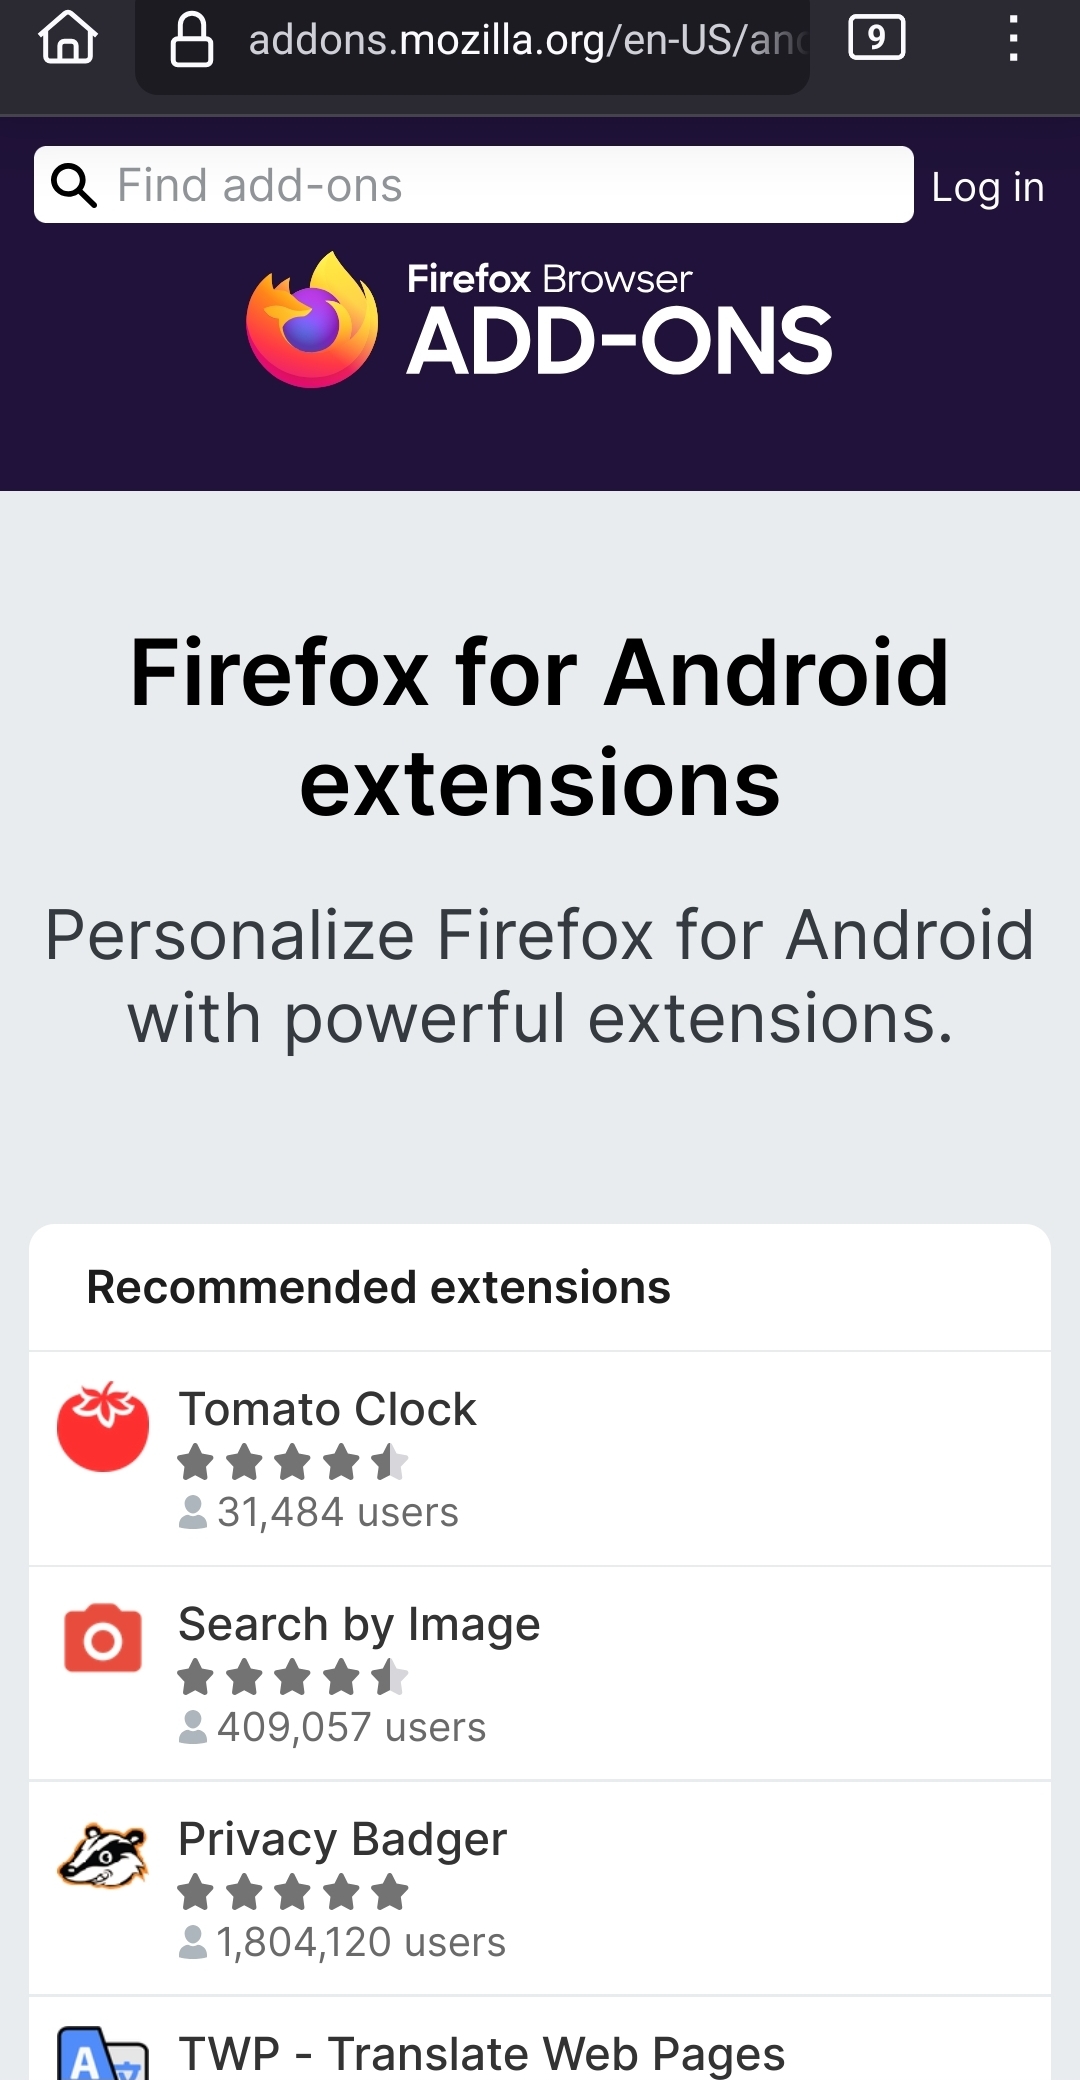 addons.mozilla.org/en-US/an
9
Find add-ons
Log in
Firefox Browser
ADD-ONS
Firefox for Android
extensions
Personalize Firefox for Android
with powerful extensions.
Recommended extensions
Tomato Clock
31,484 users
Search by Image
409,057 users
Privacy Badger
1,804,120 users
A
TWP - Translate Web Pages